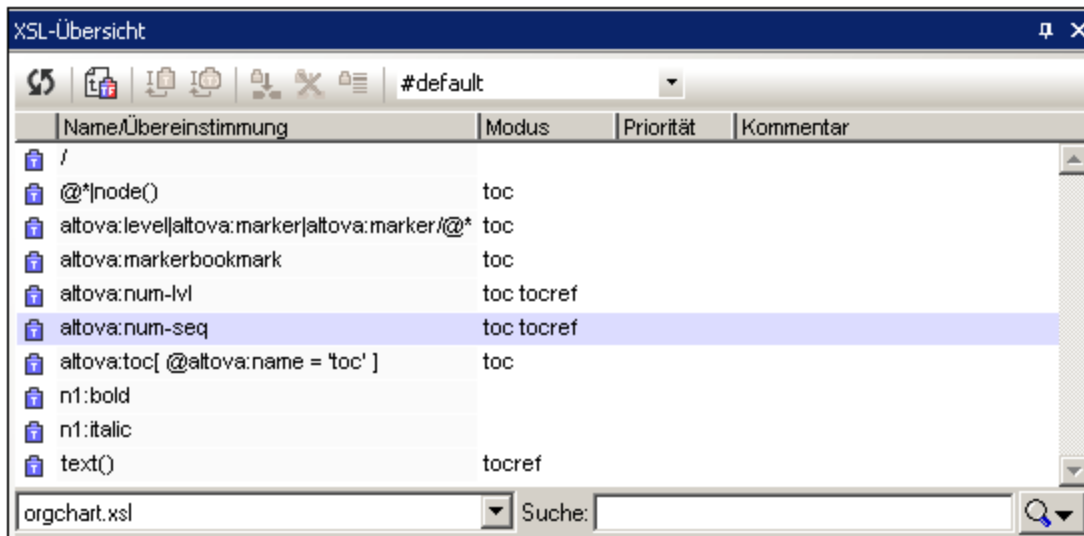 XSL-Übersicht
#default
Name/Übereinstimmung Modus Priorität Kommentar
/
@*|node() toc
altova:level|altova:marker|altova:marker/@* toc
altova:markerbookmark toc
altova:num-lvl toc tocref
altova:num-seq toc tocref
altova:toc[ @altova:name = 'toc' ] toc
n1:bold
n1:italic
text() tocref
orgchart.xsl Suche: